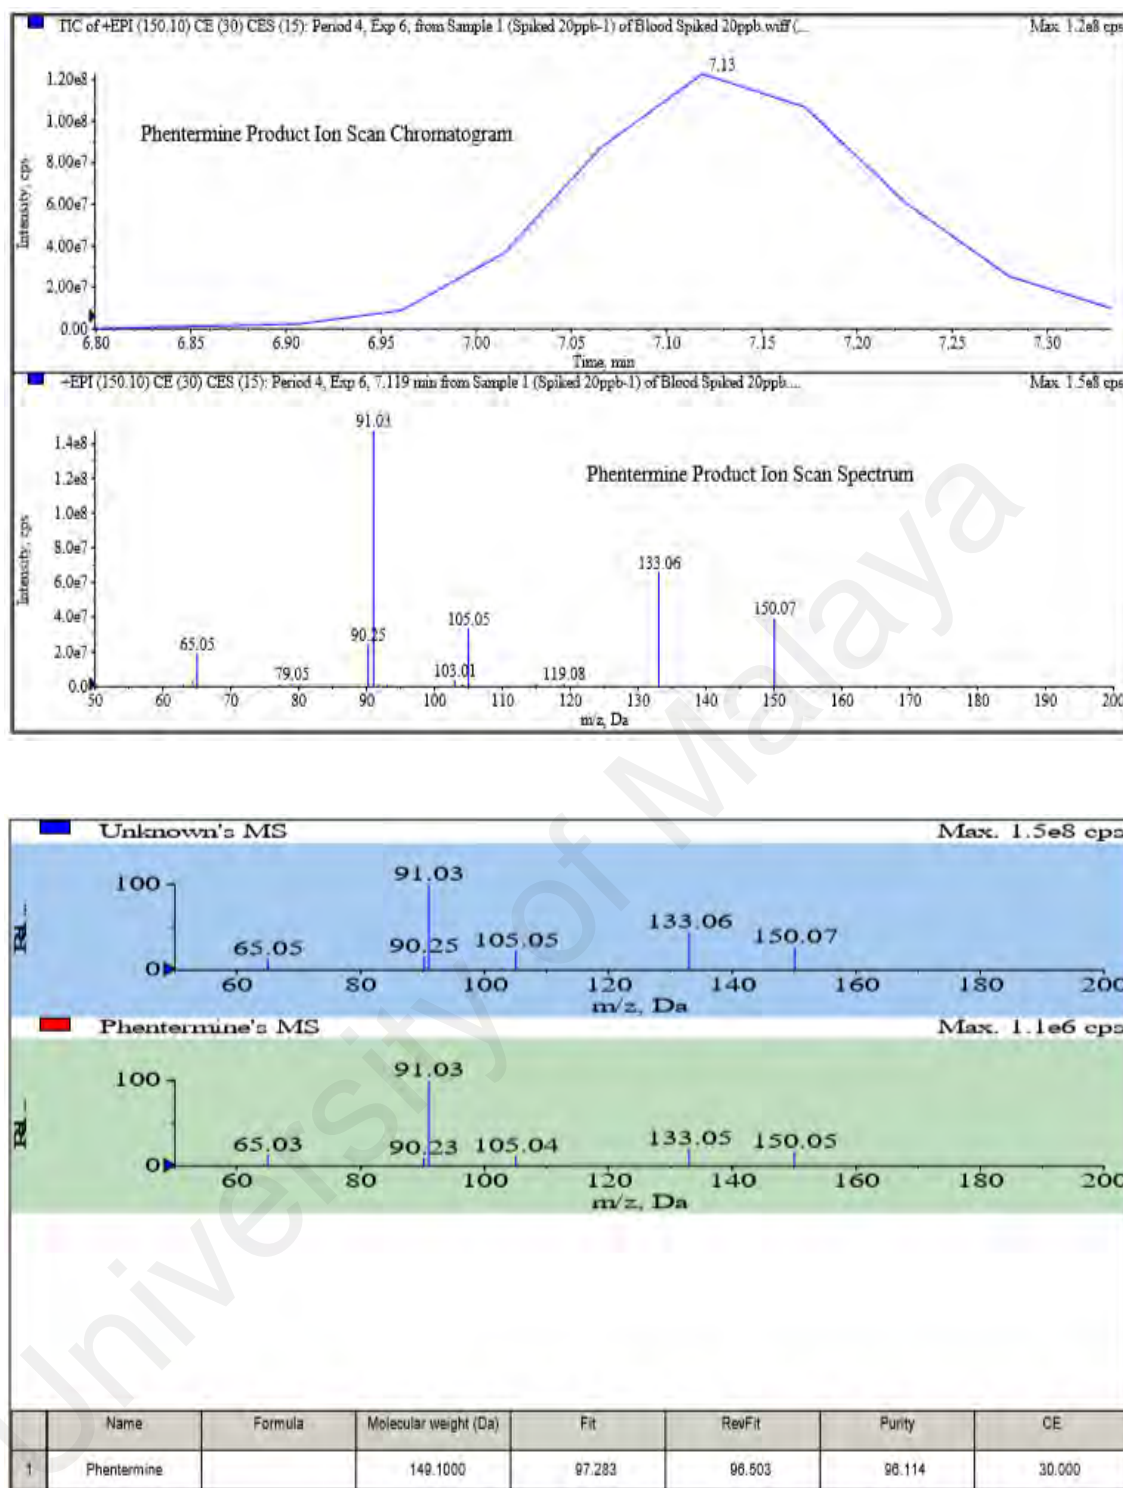 TIC of +EPI (150.10) CE (30) CES (15): Period 4, Exp 6, from Sample 1 (Spiked 20ppb-1) of Blood Spiked 20ppb.wiff (... Max. 1.2e8 cps
7.13
1.20e8
1.00e8
8.00e7
6.00e7
4.00e7
2.00e7
0.00
Intensity, cps
Phentermine Product Ion Scan Chromatogram
6.80 6.85 6.90 6.95 7.00 7.05 7.10 7.15 7.20 7.25 7.30
Time, min
+EPI (150.10) CE (30) CES (15): Period 4, Exp 6, 7.119 min from Sample 1 (Spiked 20ppb-1) of Blood Spiked 20ppb.... Max. 1.5e8 cps
91.03
1.4e8
1.2e8
1.0e8
8.0e7
6.0e7
4.0e7
2.0e7
0.0
Intensity, cps
Phentermine Product Ion Scan Spectrum
133.06
150.07
105.05
90.25
65.05
79.05
103.01
119.08
50 60 70 80 90 100 110 120 130 140 150 160 170 180 190 200
m/z, Da
University of Malaya
Unknown's MS Max. 1.5e8 cps
91.03
100
133.06
150.07
65.05 90.25 105.05
0
60 80 100 120 140 160 180 200
m/z, Da
Phentermine's MS Max. 1.1e6 cps
91.03
100
65.03 90.23 105.04 133.05 150.05
0
60 80 100 120 140 160 180 200
m/z, Da
Name Formula Molecular weight (Da) Fit RevFit Purity CE
1 Phentermine 149.1000 97.283 96.503 96.114 30.000